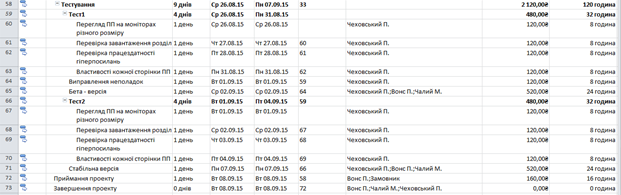 58 Тестування 9 днів Ср 26.08.15 Пн 07.09.15 33 2 120,00₴ 120 годин
59 Тест1 4 днів Ср 26.08.15 Пн 31.08.15 480,00₴ 32 годин
60 Перегляд ПП на моніторах 1 день Ср 26.08.15 Ср 26.08.15 Чеховський П. 120,00₴ 8 година
різного розміру
61 Перевірка завантаження розділ 1 день Чт 27.08.15 Чт 27.08.15 60 Чеховський П. 120,00₴ 8 година
62 Перевірка працездатності 1 день Пт 28.08.15 Пт 28.08.15 61 Чеховський П. 120,00₴ 8 година
гіперпосилань
63 Властивості кожної сторінки ПП 1 день Пн 31.08.15 Пн 31.08.15 62 Чеховський П. 120,00₴ 8 година
64 Виправлення неполадок 1 день Вт 01.09.15 Вт 01.09.15 59 Чеховський П. 120,00₴ 8 година
65 Бета - версія 1 день Вт 01.09.15 Вт 01.09.15 64 Чеховський П.;Вонс П.;Чалий М. 520,00₴ 24 година
66 Тест2 4 днів Вт 01.09.15 Пт 04.09.15 59 480,00₴ 32 годин
67 Перегляд ПП на моніторах 1 день Вт 01.09.15 Вт 01.09.15 Чеховський П. 120,00₴ 8 година
різного розміру
68 Перевірка завантаження розділ 1 день Ср 02.09.15 Ср 02.09.15 67 Чеховський П. 120,00₴ 8 година
69 Перевірка працездатності 1 день Чт 03.09.15 Чт 03.09.15 68 Чеховський П. 120,00₴ 8 година
гіперпосилань
70 Властивості кожної сторінки ПП 1 день Пт 04.09.15 Пт 04.09.15 69 Чеховський П. 120,00₴ 8 година
71 Стабільна версія 1 день Пн 07.09.15 Пн 07.09.15 66 Чеховський П.;Вонс П.;Чалий М. 520,00₴ 24 година
72 Приймання проекту 1 день Вт 08.09.15 Вт 08.09.15 58 Вонс П.;Замовник 160,00₴ 16 година
73 Завершення проекту 0 днів Вт 08.09.15 Вт 08.09.15 72 Вонс П.;Чалий М.;Чеховський П. 0,00₴ 0 година